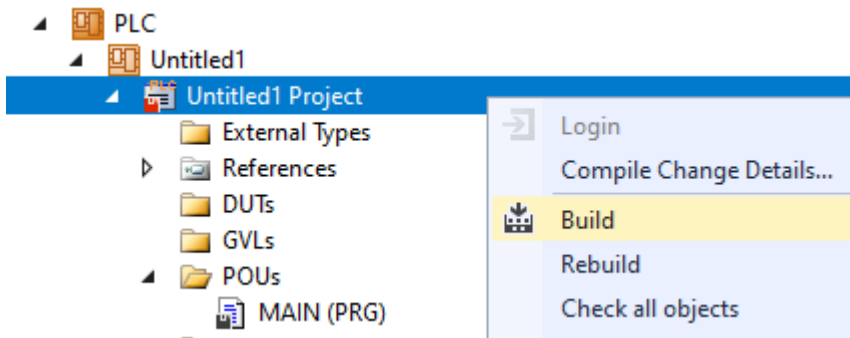 PLC
Untitled1
Untitled1 Project
External Types
References
DUTs
GVLs
POUs
MAIN (PRG)
Login
Compile Change Details...
Build
Rebuild
Check all objects